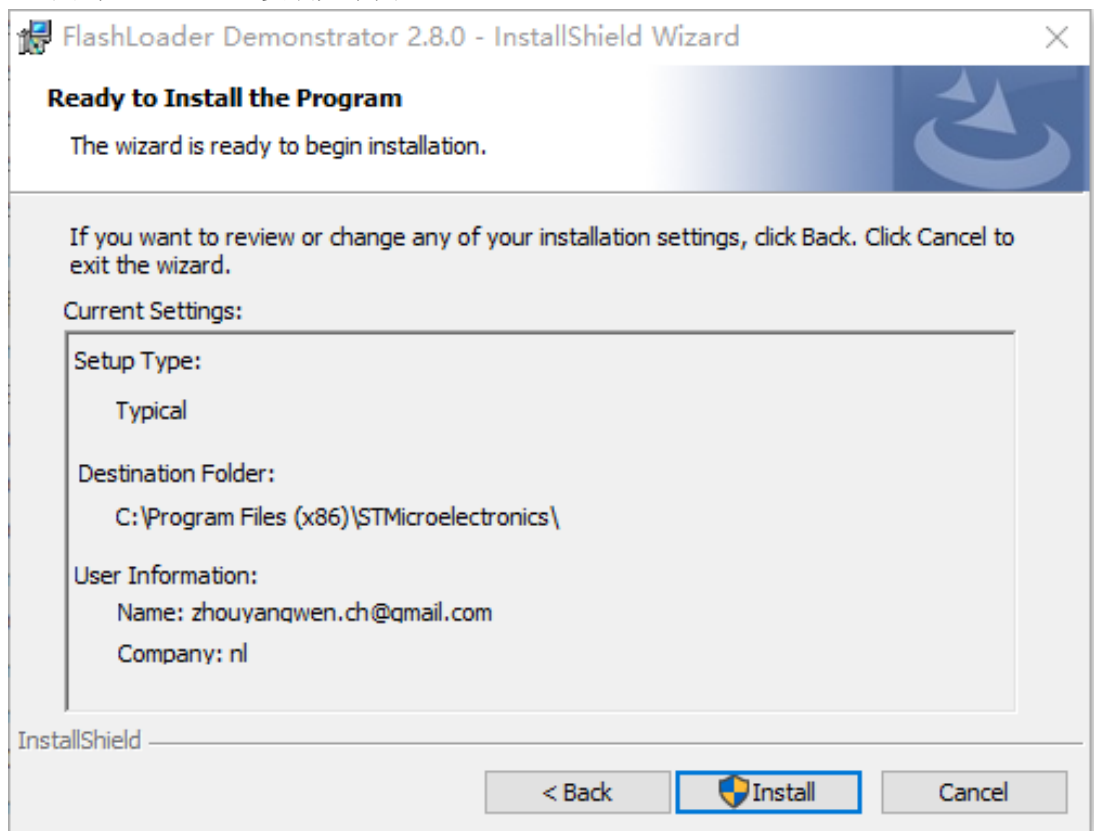 FlashLoader Demonstrator 2.8.0 - InstallShield Wizard
Ready to Install the Program
The wizard is ready to begin installation.
If you want to review or change any of your installation settings, click Back. Click Cancel to
exit the wizard.
Current Settings:
Setup Type:
Typical
Destination Folder:
C:\Program Files (x86)\STMicroelectronics\
User Information:
Name: zhouyangwen.ch@gmail.com
Company: nl
InstallShield
< Back
Install
Cancel